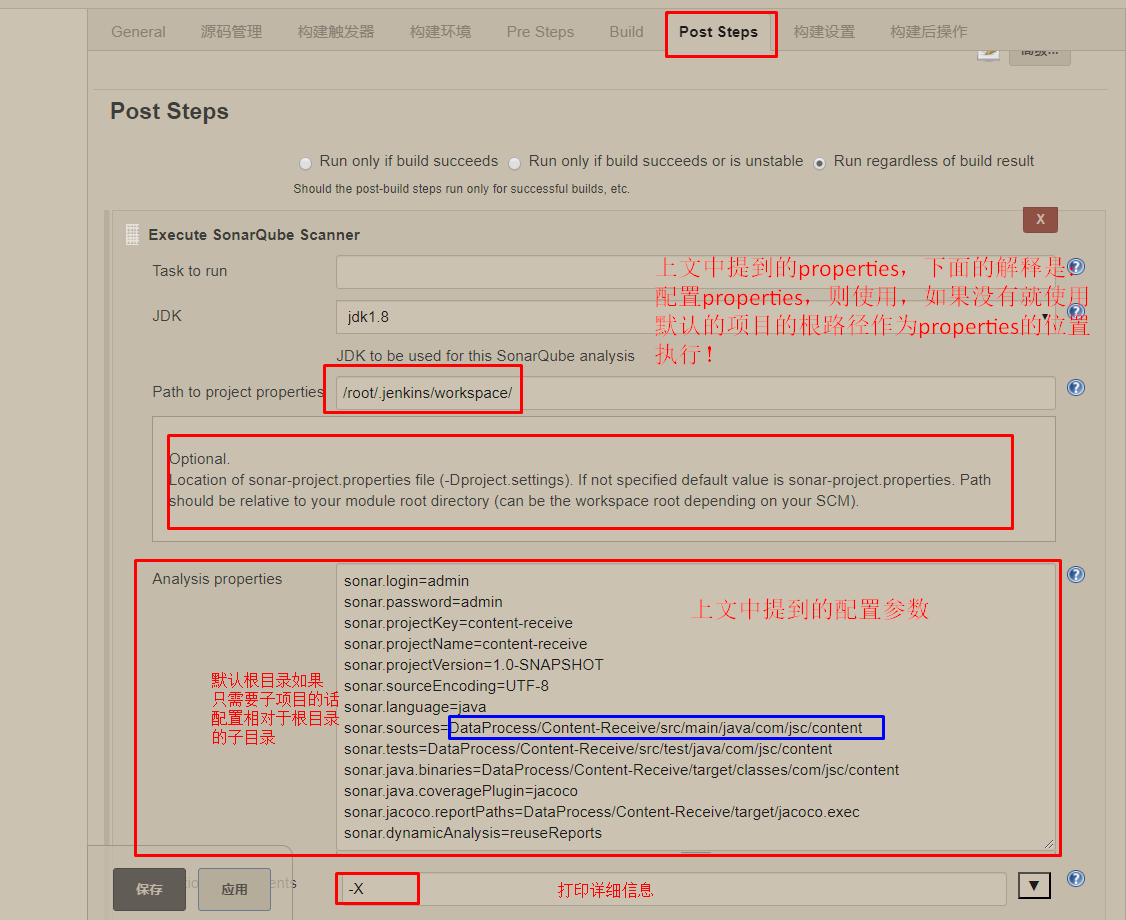 General 源码管理 构建触发器 构建环境 Pre Steps Build Post Steps 构建设置 构建后操作
高级...
Post Steps
Run only if build succeeds Run only if build succeeds or is unstable Run regardless of build result
Should the post-build steps run only for successful builds, etc.
X
Execute SonarQube Scanner
Task to run
上文中提到的properties，下面的解释是，
配置properties，则使用，如果没有就使用
默认的项目的根路径作为properties的位置
执行！
JDK
jdk1.8
JDK to be used for this SonarQube analysis
Path to project properties
/root/.jenkins/workspace/
Optional.
Location of sonar-project.properties file (-Dproject.settings). If not specified default value is sonar-project.properties. Path
should be relative to your module root directory (can be the workspace root depending on your SCM).
Analysis properties
sonar.login=admin
sonar.password=admin
sonar.projectKey=content-receive
sonar.projectName=content-receive
sonar.projectVersion=1.0-SNAPSHOT
sonar.sourceEncoding=UTF-8
sonar.language=java
sonar.sources=DataProcess/Content-Receive/src/main/java/com/jsc/content
sonar.tests=DataProcess/Content-Receive/src/test/java/com/jsc/content
sonar.java.binaries=DataProcess/Content-Receive/target/classes/com/jsc/content
sonar.java.coveragePlugin=jacoco
sonar.jacoco.reportPaths=DataProcess/Content-Receive/target/jacoco.exec
sonar.dynamicAnalysis=reuseReports
上文中提到的配置参数
默认根目录如果
只需要子项目的话
配置相对于根目录
的子目录
保存 应用
-X
打印详细信息